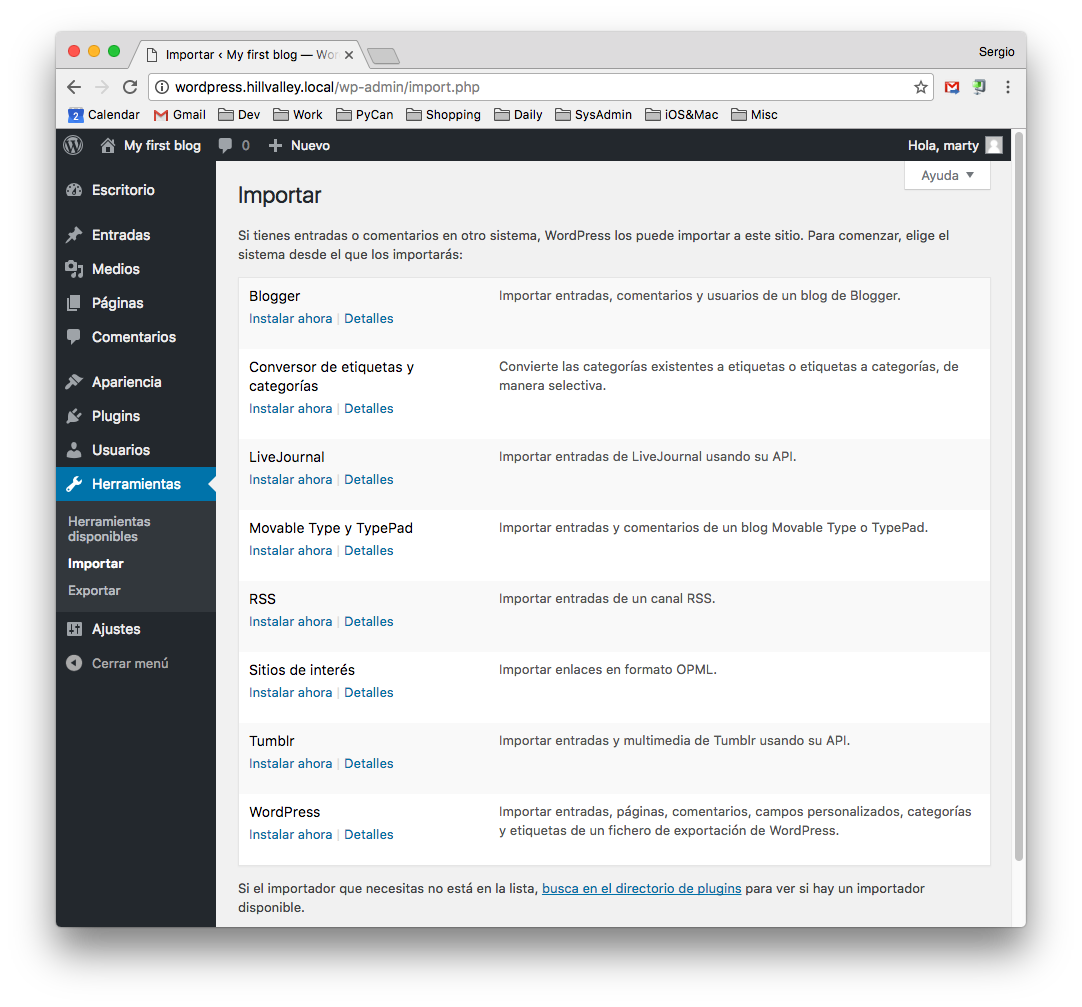 Importar ‹ My first blog — Wor
Sergio
wordpress.hillvalley.local/wp-admin/import.php
2 Calendar Gmail Dev Work PyCan Shopping Daily SysAdmin iOS&Mac Misc
My first blog 0 + Nuevo Hola, marty
Ayuda
Escritorio
Entradas
Medios
Páginas
Comentarios
Apariencia
Plugins
Usuarios
Herramientas
Herramientas
disponibles
Importar
Exportar
Ajustes
Cerrar menú
Importar
Si tienes entradas o comentarios en otro sistema, WordPress los puede importar a este sitio. Para comenzar, elige el
sistema desde el que los importarás:
Blogger Importar entradas, comentarios y usuarios de un blog de Blogger.
Instalar ahora | Detalles
Conversor de etiquetas y Convierte las categorías existentes a etiquetas o etiquetas a categorías, de
categorías manera selectiva.
Instalar ahora | Detalles
LiveJournal Importar entradas de LiveJournal usando su API.
Instalar ahora | Detalles
Movable Type y TypePad Importar entradas y comentarios de un blog Movable Type o TypePad.
Instalar ahora | Detalles
RSS Importar entradas de un canal RSS.
Instalar ahora | Detalles
Sitios de interés Importar enlaces en formato OPML.
Instalar ahora | Detalles
Tumblr Importar entradas y multimedia de Tumblr usando su API.
Instalar ahora | Detalles
WordPress Importar entradas, páginas, comentarios, campos personalizados, categorías
y etiquetas de un fichero de exportación de WordPress.
Instalar ahora | Detalles
Si el importador que necesitas no está en la lista, busca en el directorio de plugins para ver si hay un importador
disponible.